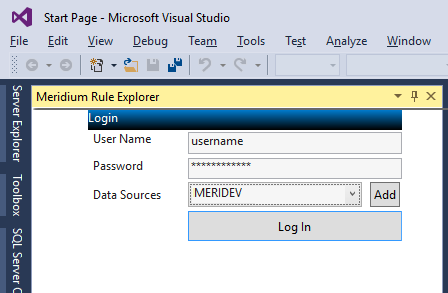 Start Page - Microsoft Visual Studio
File Edit View Debug Team Tools Test Analyze Window
Meridium Rule Explorer
Login
User Name username
Password ************
Data Sources MERIDEV Add
Log In
Server Explorer
Toolbox
SQL Server